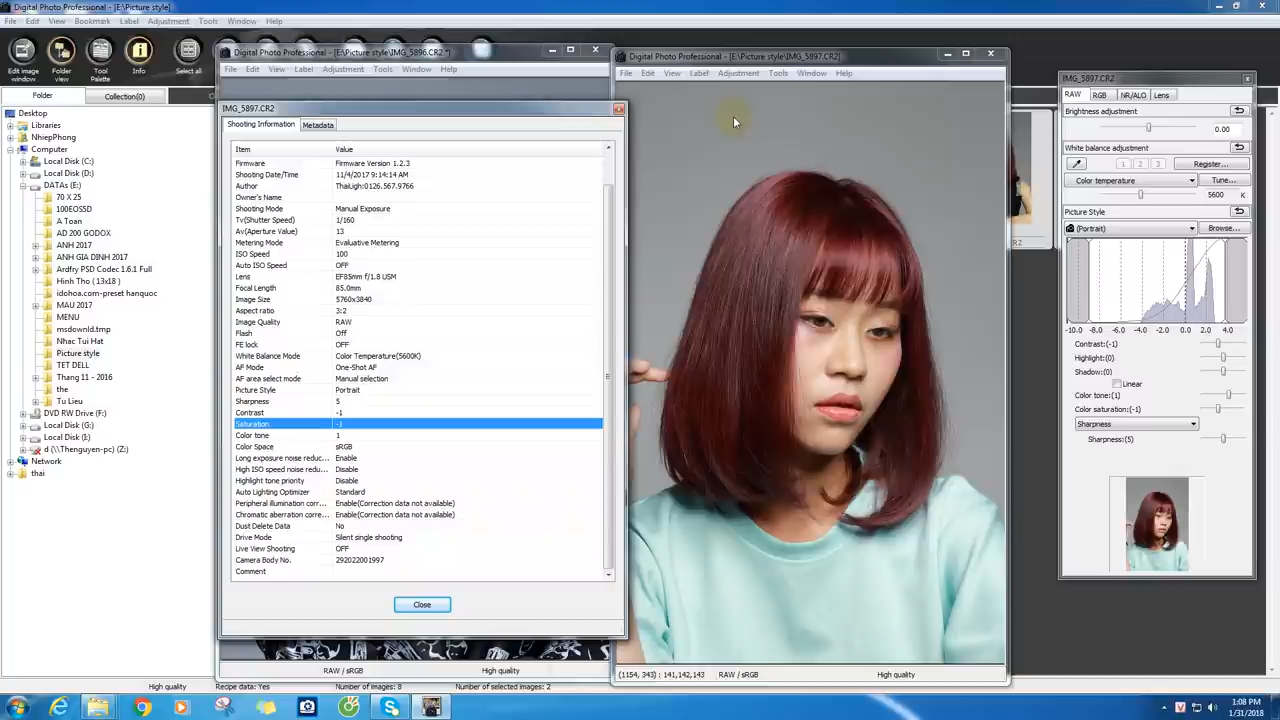 Digital Photo Professional - [E:\Picture style]
File Edit View Bookmark Label Adjustment Tools Window Help
Edit image window
Folder view
Tool Palette
Info
Select all
Folder
Collection(0)
Desktop
Libraries
NhiepPhong
Computer
Local Disk (C:)
Local Disk (D:)
DATAs (E:)
70 X 25
100EOS5D
A Toan
AD 200 GODOX
ANH 2017
ANH GIA DINH 2017
Ardfry PSD Codec 1.6.1 Full
Hinh Tho ( 13x18 )
idohoa.com-preset hanquoc
MAU 2017
MENU
msdownld.tmp
Nhac Tui Hat
Picture style
TET DELL
Thang 11 - 2016
the
Tu Lieu
DVD RW Drive (F:)
Local Disk (G:)
Local Disk (I:)
d (\\Thenguyen-pc) (Z:)
Network
thai
Digital Photo Professional - [E:\Picture style\IMG_5896.CR2 *]
File Edit View Label Adjustment Tools Window Help
IMG_5897.CR2
Shooting Information Metadata
Item Value
Firmware Firmware Version 1.2.3
Shooting Date/Time 11/4/2017 9:14:14 AM
Author ThaiLigh:0126.567.9766
Owner's Name
Shooting Mode Manual Exposure
Tv(Shutter Speed) 1/160
Av(Aperture Value) 13
Metering Mode Evaluative Metering
ISO Speed 100
Auto ISO Speed OFF
Lens EF85mm f/1.8 USM
Focal Length 85.0mm
Image Size 5760x3840
Aspect ratio 3:2
Image Quality RAW
Flash Off
FE lock OFF
White Balance Mode Color Temperature(5600K)
AF Mode One-Shot AF
AF area select mode Manual selection
Picture Style Portrait
Sharpness 5
Contrast -1
Saturation -1
Color tone 1
Color Space sRGB
Long exposure noise reduc... Enable
High ISO speed noise redu... Disable
Highlight tone priority Disable
Auto Lighting Optimizer Standard
Peripheral illumination corr... Enable(Correction data not available)
Chromatic aberration corre... Enable(Correction data not available)
Dust Delete Data No
Drive Mode Silent single shooting
Live View Shooting OFF
Camera Body No. 292022001997
Comment
Close
RAW / sRGB High quality
Digital Photo Professional - [E:\Picture style\IMG_5897.CR2]
File Edit View Label Adjustment Tools Window Help
(1154, 343) : 141,142,143 RAW / sRGB High quality
IMG_5897.CR2
RAW RGB NR/ALO Lens
Brightness adjustment
0.00
White balance adjustment
1 2 3 Register...
Color temperature Tune...
5600 K
Picture Style
(Portrait) Browse...
-10.0 -8.0 -6.0 -4.0 -2.0 0.0 2.0 4.0
Contrast:(-1)
Highlight:(0)
Shadow:(0)
Linear
Color tone:(1)
Color saturation:(-1)
Sharpness
Sharpness:(5)
High quality Recipe data: Yes Number of images: 8 Number of selected images: 2
1:08 PM
1/31/2018